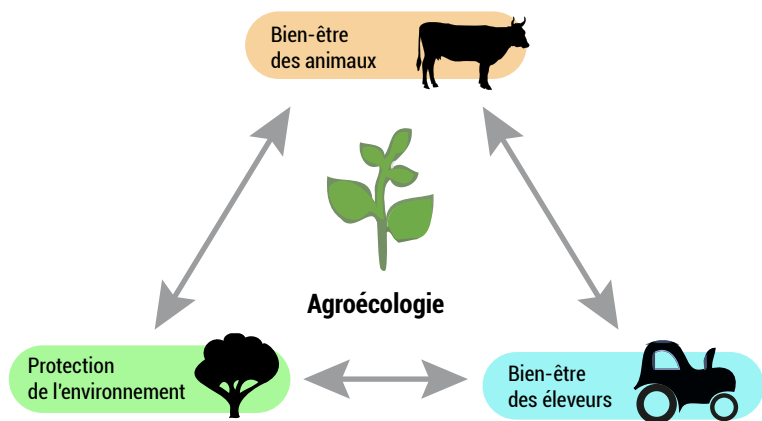 Bien-être
des animaux
Agroécologie
Protection
de l'environnement
Bien-être
des éleveurs